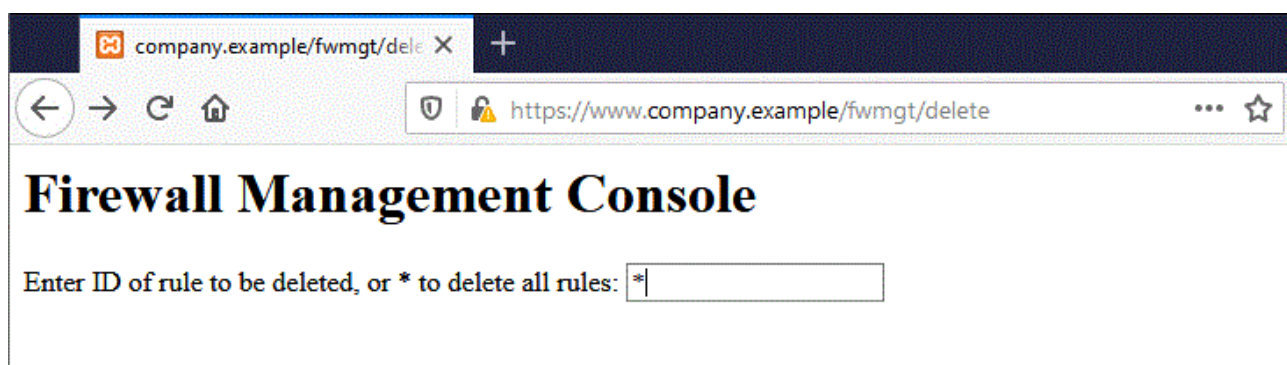 company.example/fwmgt/dele
https://www.company.example/fwmgt/delete
Firewall Management Console
Enter ID of rule to be deleted, or * to delete all rules: *